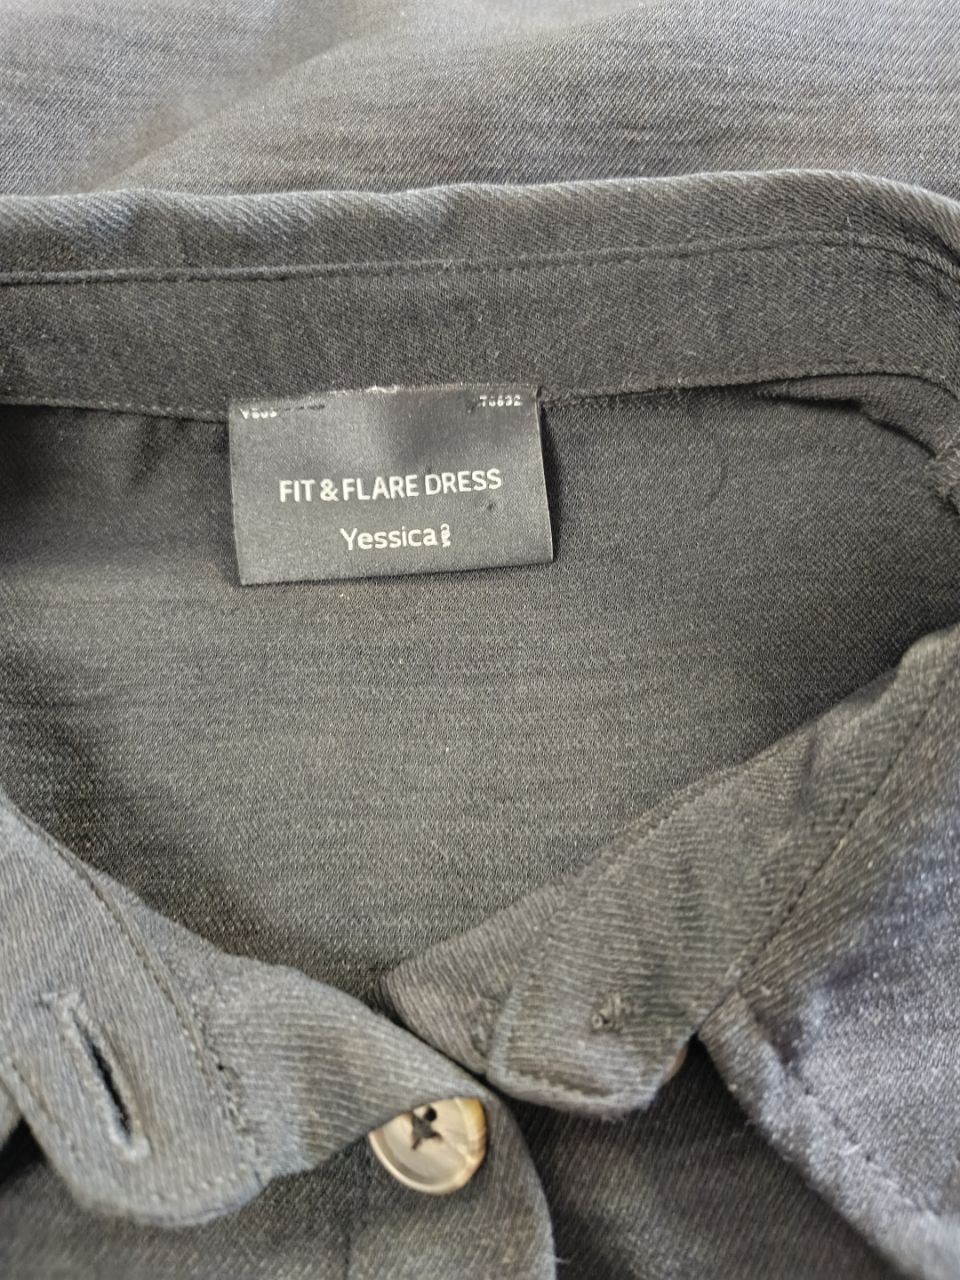 FIT & FLARE DRESS
Yessica